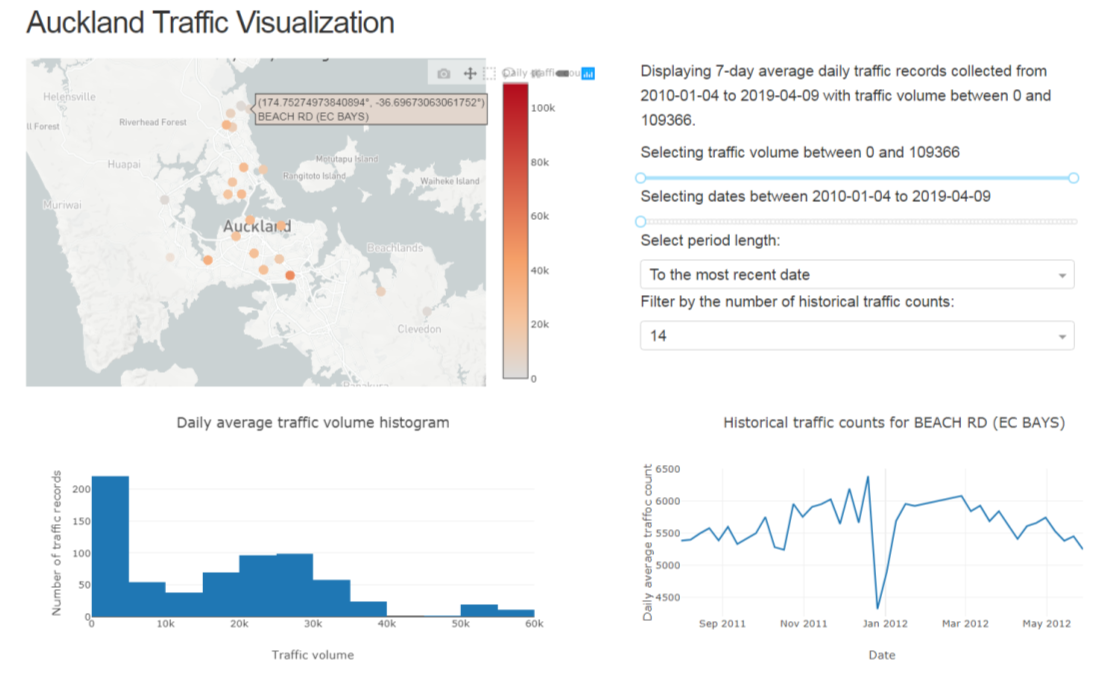 Auckland Traffic Visualization
Helensville
ll Forest
Riverhead Forest
Huapai
Muriwai
(174.75274973840894°, -36.69673063061752°)
BEACH RD (EC BAYS)
Motutapu Island
Rangitoto Island
Waiheke Island
Auckland
Beachlands
Clevedon
Papakura
100k
80k
60k
40k
20k
0
Displaying 7-day average daily traffic records collected from
2010-01-04 to 2019-04-09 with traffic volume between 0 and
109366.
Selecting traffic volume between 0 and 109366
Selecting dates between 2010-01-04 to 2019-04-09
Select period length:
To the most recent date
Filter by the number of historical traffic counts:
14
Daily average traffic volume histogram
Number of traffic records
200
150
100
50
0
0 10k 20k 30k 40k 50k 60k
Traffic volume
Historical traffic counts for BEACH RD (EC BAYS)
Daily average traffoc count
6500
6000
5500
5000
4500
Sep 2011 Nov 2011 Jan 2012 Mar 2012 May 2012
Date